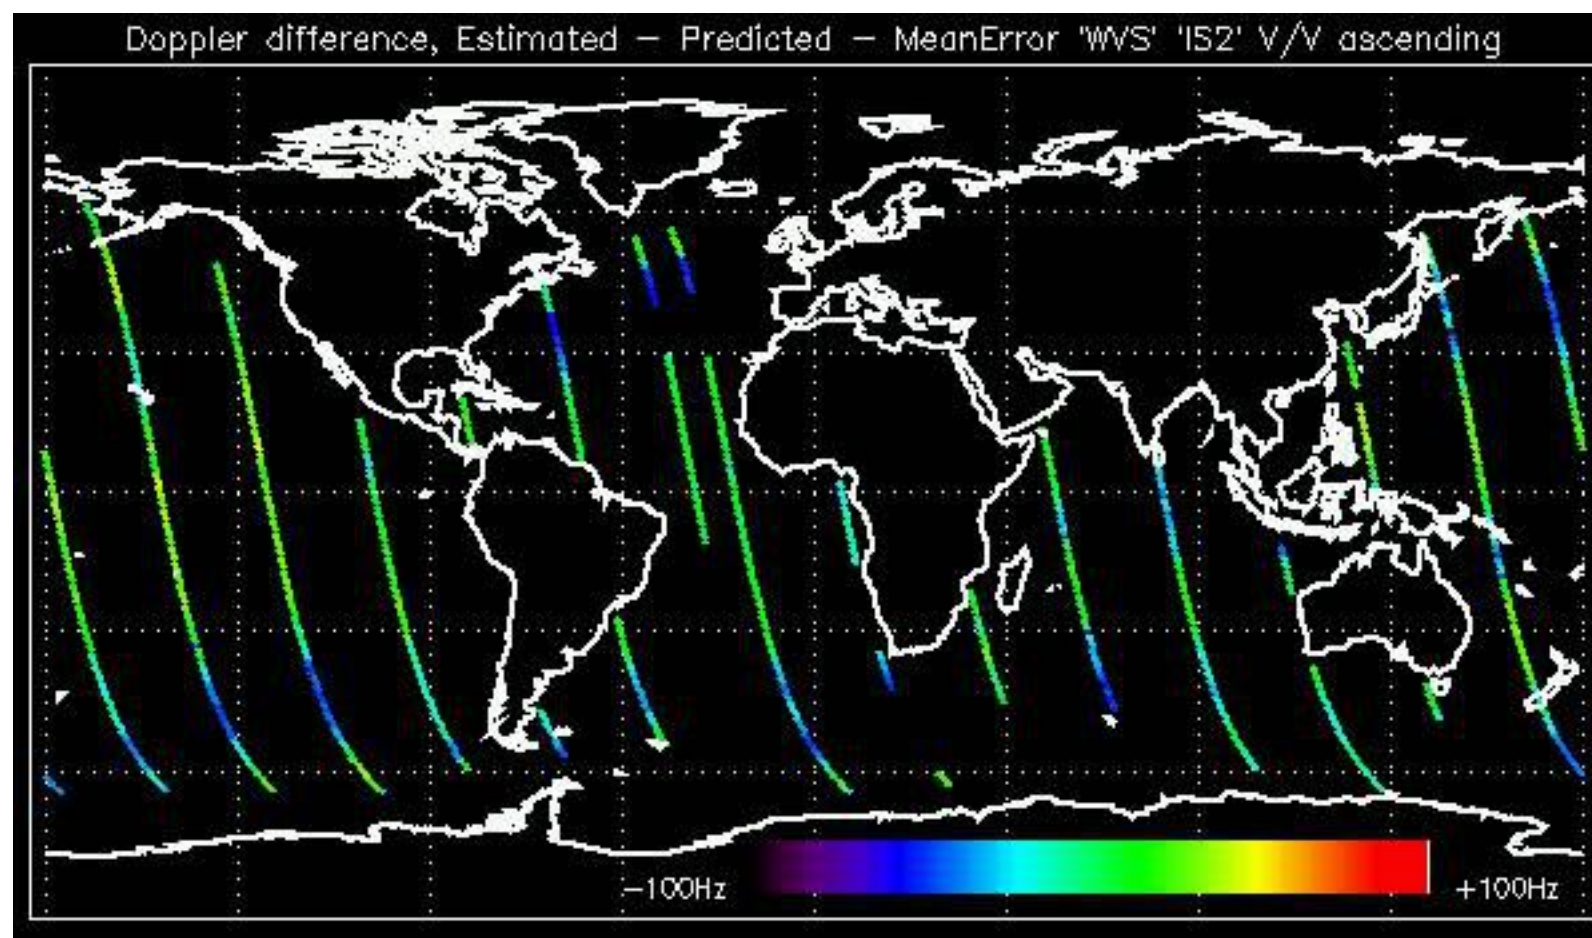 Doppler difference, Estimated – Predicted – MeanError 'WVS' 'IS2' V/V ascending
–100Hz +100Hz